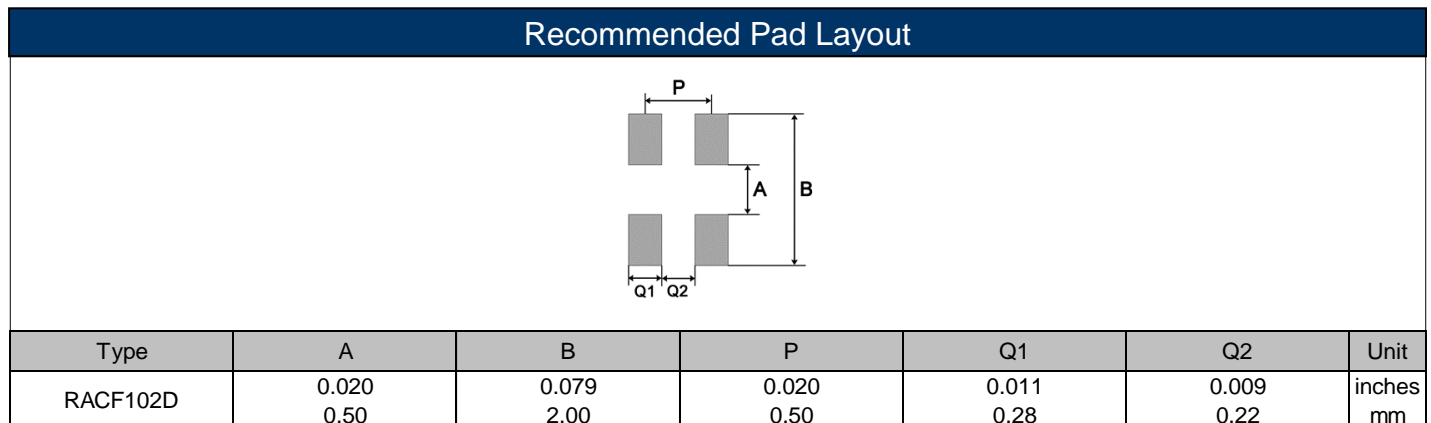 Recommended Pad Layout
P
A B
Q1 Q2
Type A B P Q1 Q2 Unit
RACF102D 0.020 0.079 0.020 0.011 0.009 inches
0.50 2.00 0.50 0.28 0.22 mm